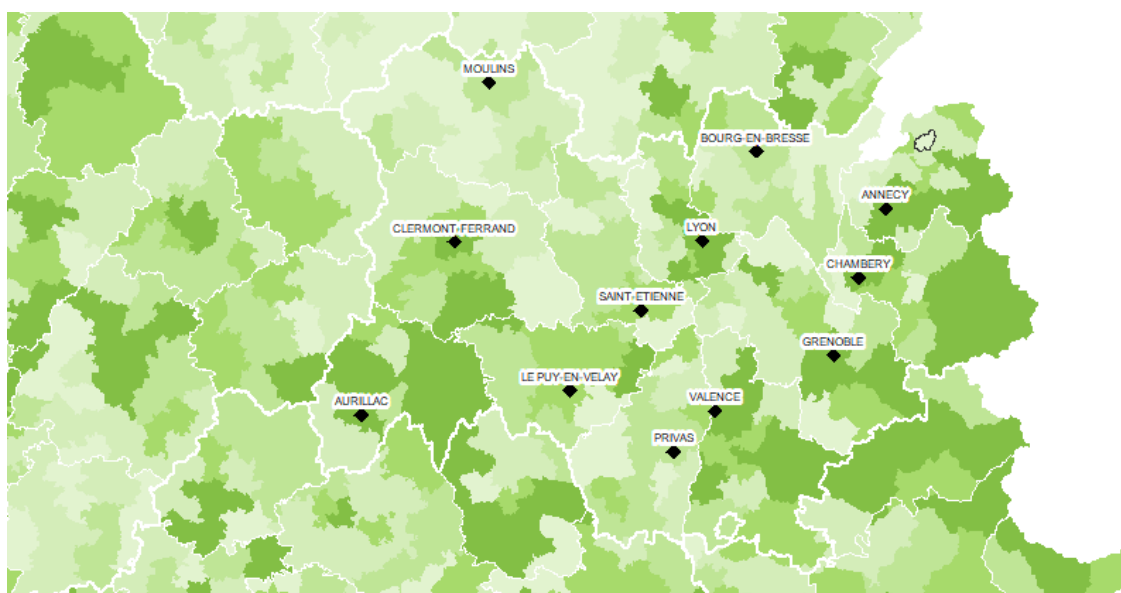 MOULINS
BOURG-EN-BRESSE
ANNECY
CLERMONT-FERRAND
LYON
CHAMBERY
SAINT-ETIENNE
GRENOBLE
LE PUY-EN-VELAY
AURILLAC
VALENCE
PRIVAS